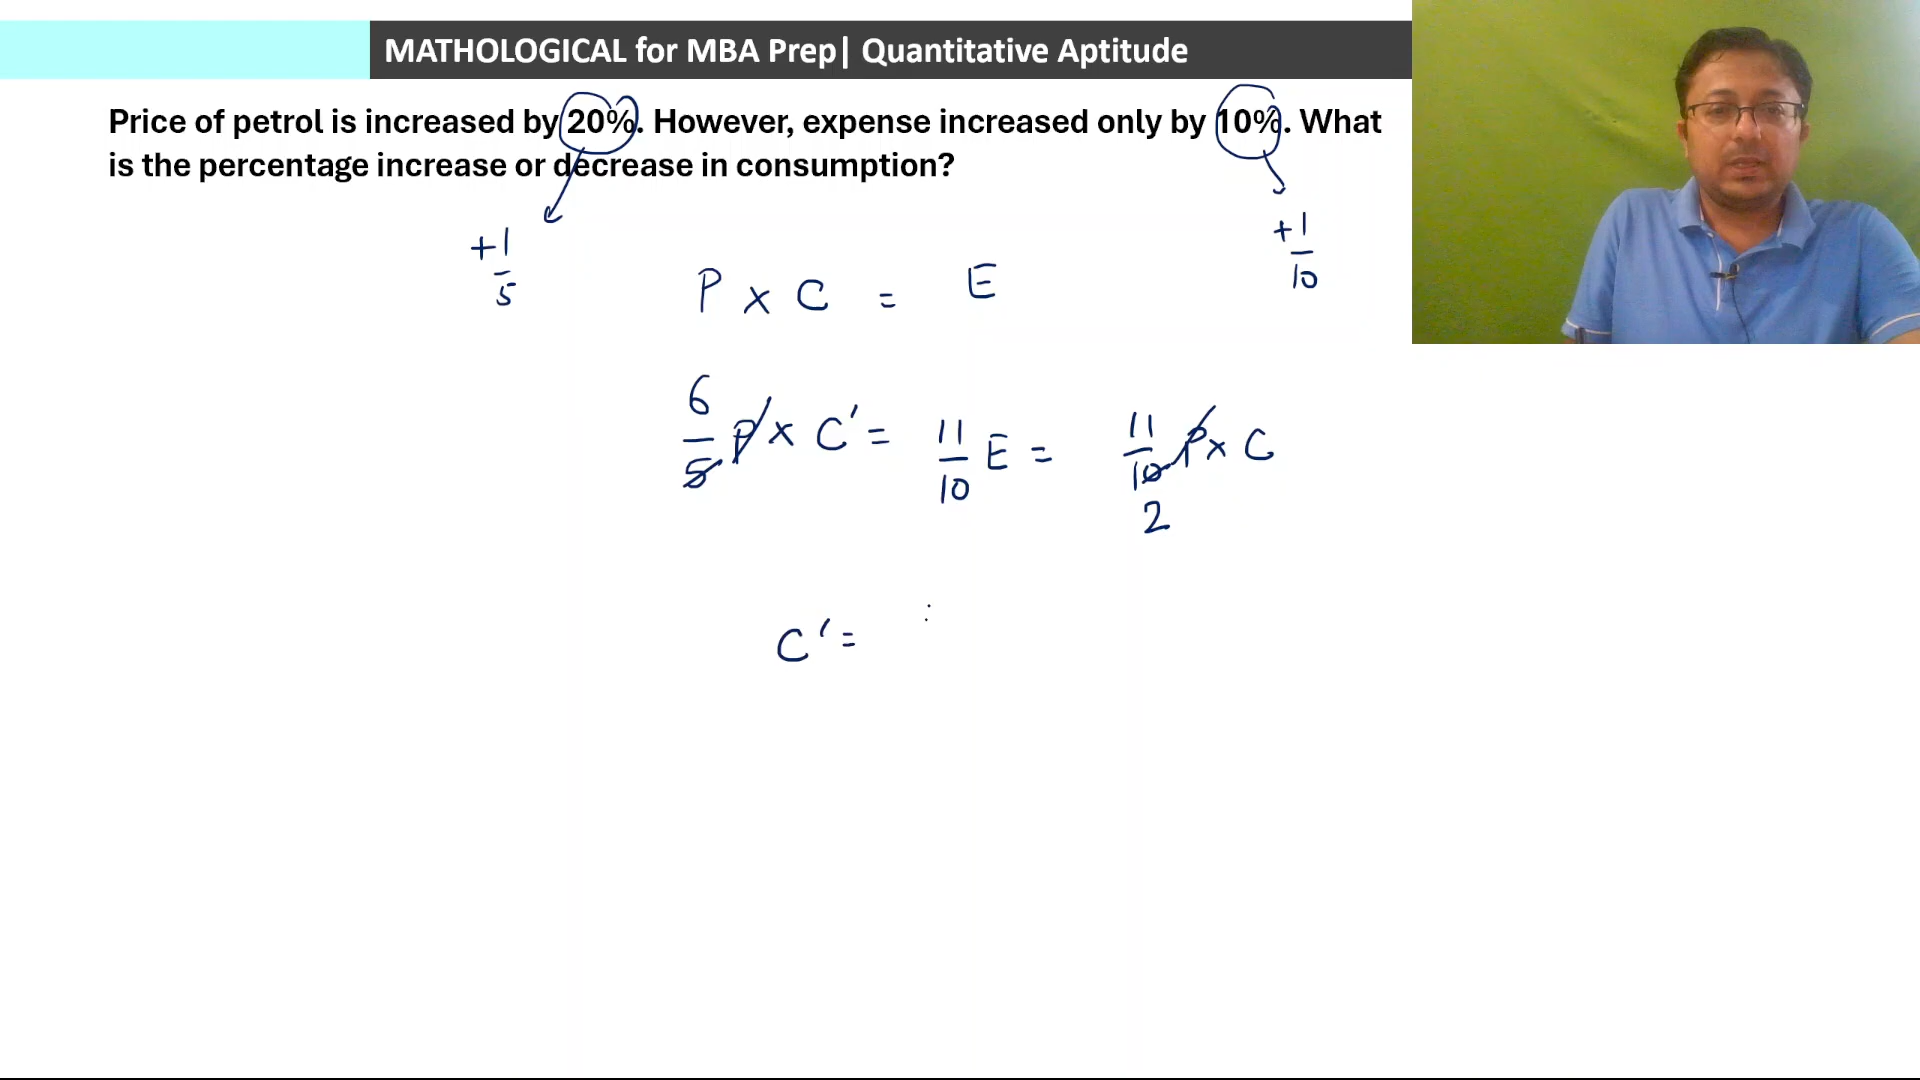 MATHOLOGICAL for MBA Prep| Quantitative Aptitude
Price of petrol is increased by 20%. However, expense increased only by 10%. What
is the percentage increase or decrease in consumption?
+1/5
+1/10
P x C = E
6/5 P x C' = 11/10 E = 11/10 P x C
2
C' =